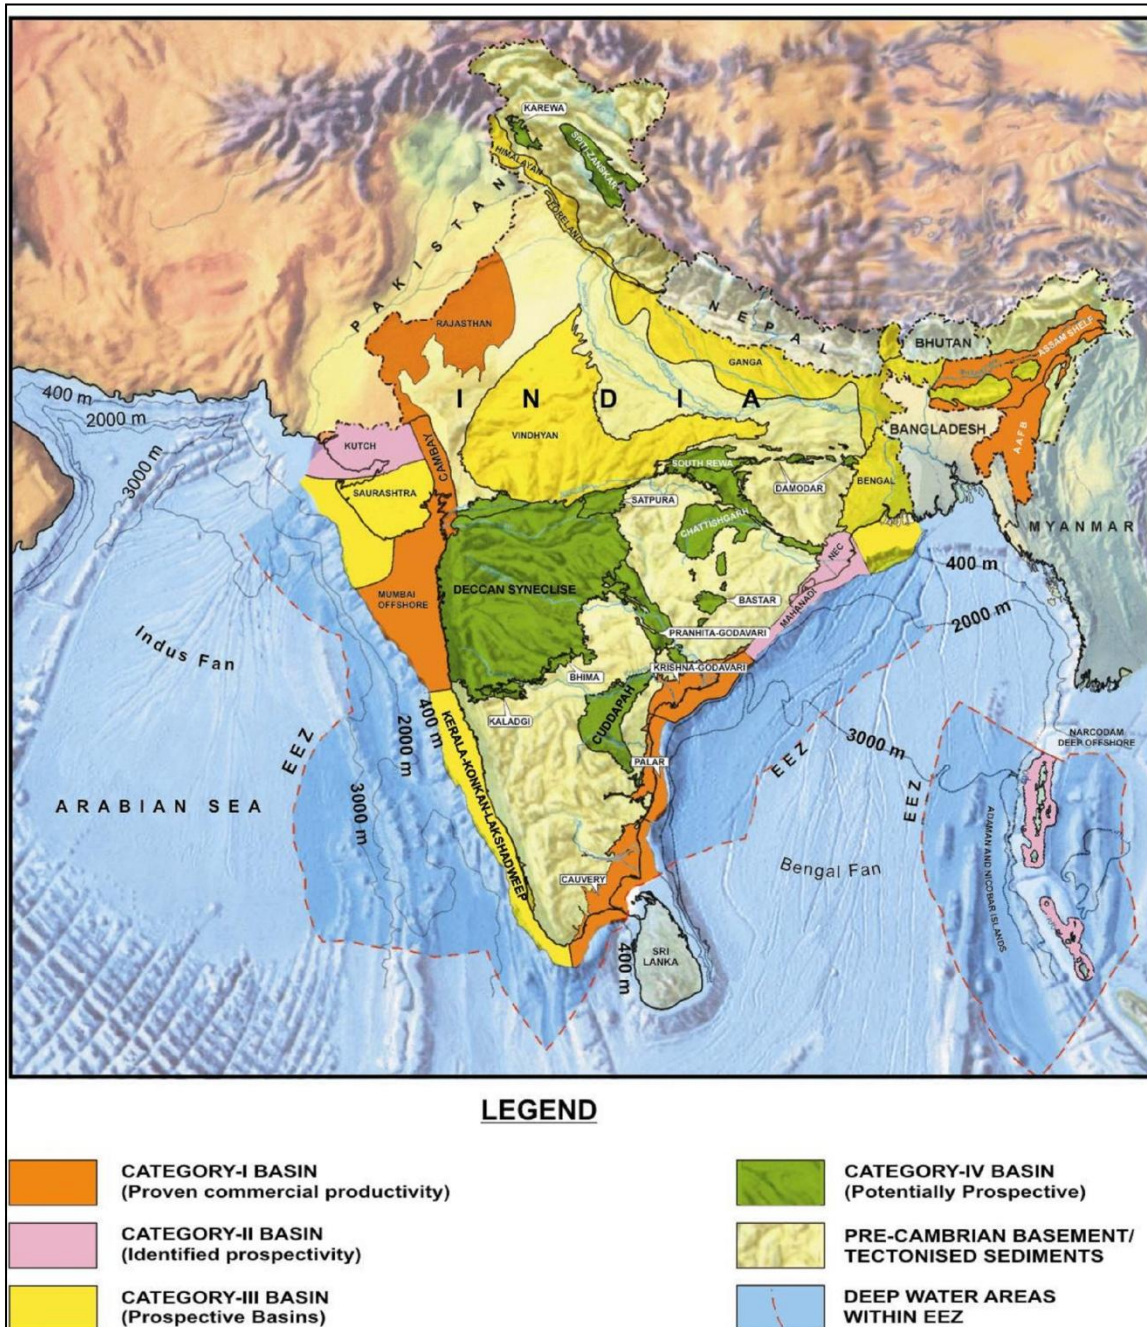 KAREWA
SPITI-ZANSKAR
HIMALAYAN
FORELAND
PAKISTAN
RAJASTHAN
NEPAL
GANGA
BHUTAN
ASSAM SHELF
INDIA
400 m
2000 m
3000 m
KUTCH
CAMBAY
VINDHYAN
BANGLADESH
AAFB
SOUTH REWA
SAURASHTRA
SATPURA
DAMODAR
BENGAL
CHATTISHGARH
MYANMAR
NEC
400 m
DECCAN SYNECLISE
MUMBAI
OFFSHORE
BASTAR
MAHANADI
2000 m
Indus Fan
PRANHITA-GODAVARI
KRISHNA-GODAVARI
BHIMA
KALADGI
CUDDAPAH
400 m
2000 m
3000 m
EEZ
KERALA-KONKAN-LAKSHADWEEP
PALAR
3000 m
EEZ
EEZ
NARCODAM
DEEP OFFSHORE
ARABIAN SEA
Bengal Fan
ADAMAN AND NICOBAR ISLANDS
CAUVERY
SRI
LANKA
400 m
LEGEND
CATEGORY-I BASIN
(Proven commercial productivity)
CATEGORY-II BASIN
(Identified prospectivity)
CATEGORY-III BASIN
(Prospective Basins)
CATEGORY-IV BASIN
(Potentially Prospective)
PRE-CAMBRIAN BASEMENT/
TECTONISED SEDIMENTS
DEEP WATER AREAS
WITHIN EEZ